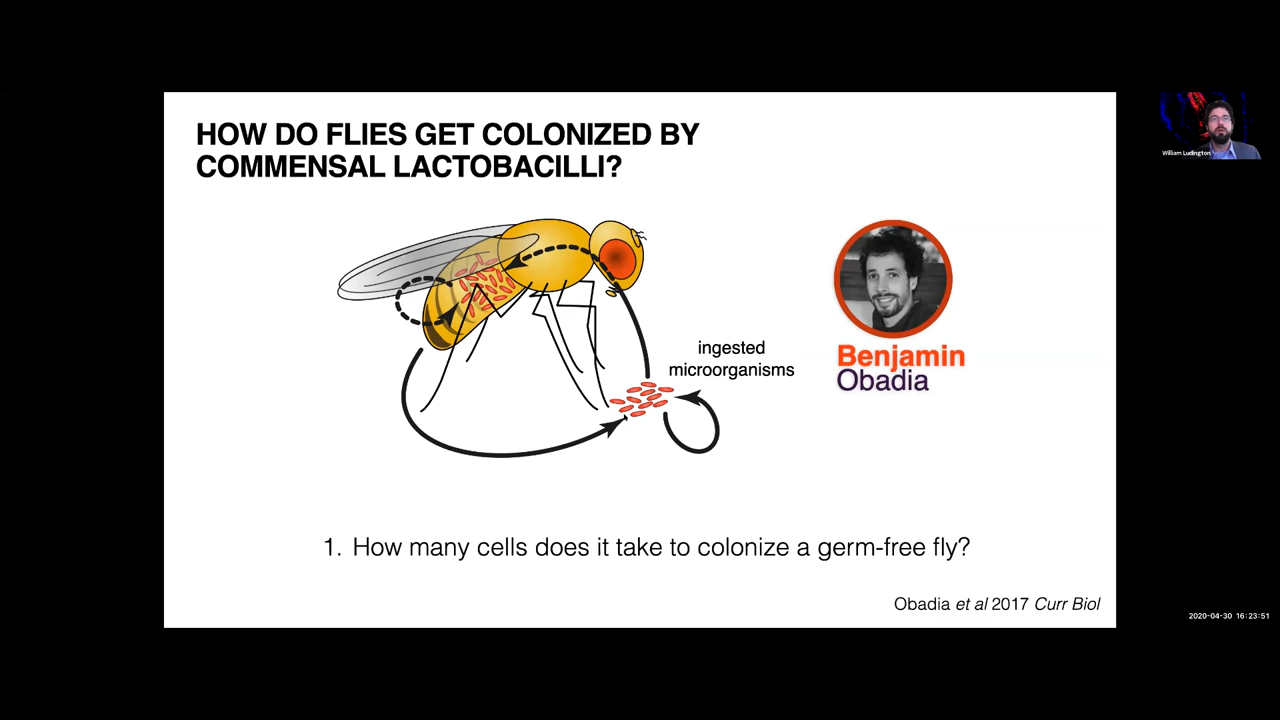 HOW DO FLIES GET COLONIZED BY
COMMENSAL LACTOBACILLI?
William Ludington
ingested
microorganisms
Benjamin
Obadia
1. How many cells does it take to colonize a germ-free fly?
Obadia et al 2017 Curr Biol
2020-04-30 16:23:51